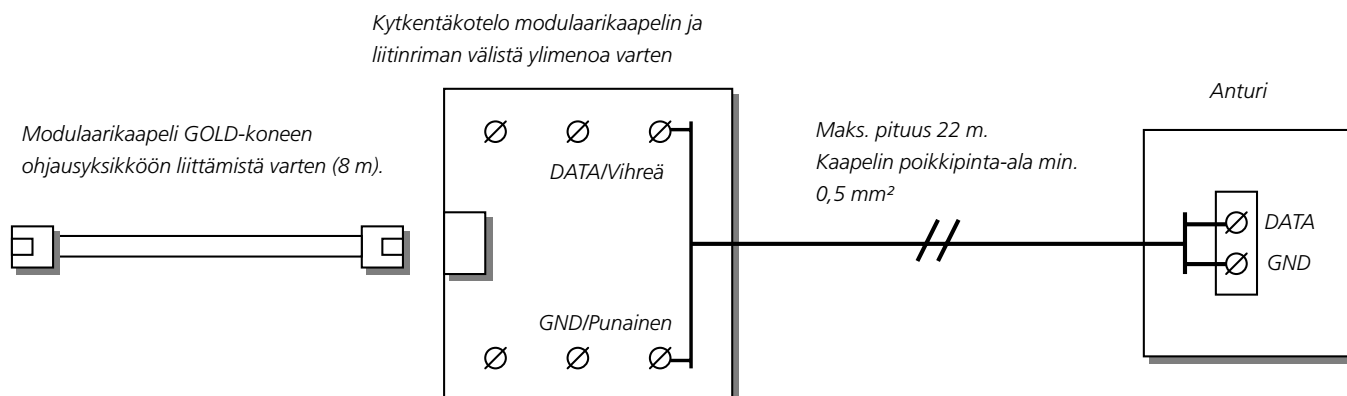 Kytkentäkotelo modulaarikaapelin ja
liitinriman välistä ylimenoa varten
Modulaarikaapeli GOLD-koneen
ohjausyksikköön liittämistä varten (8 m).
DATA/Vihreä
GND/Punainen
Maks. pituus 22 m.
Kaapelin poikkipinta-ala min.
0,5 mm²
Anturi
DATA
GND